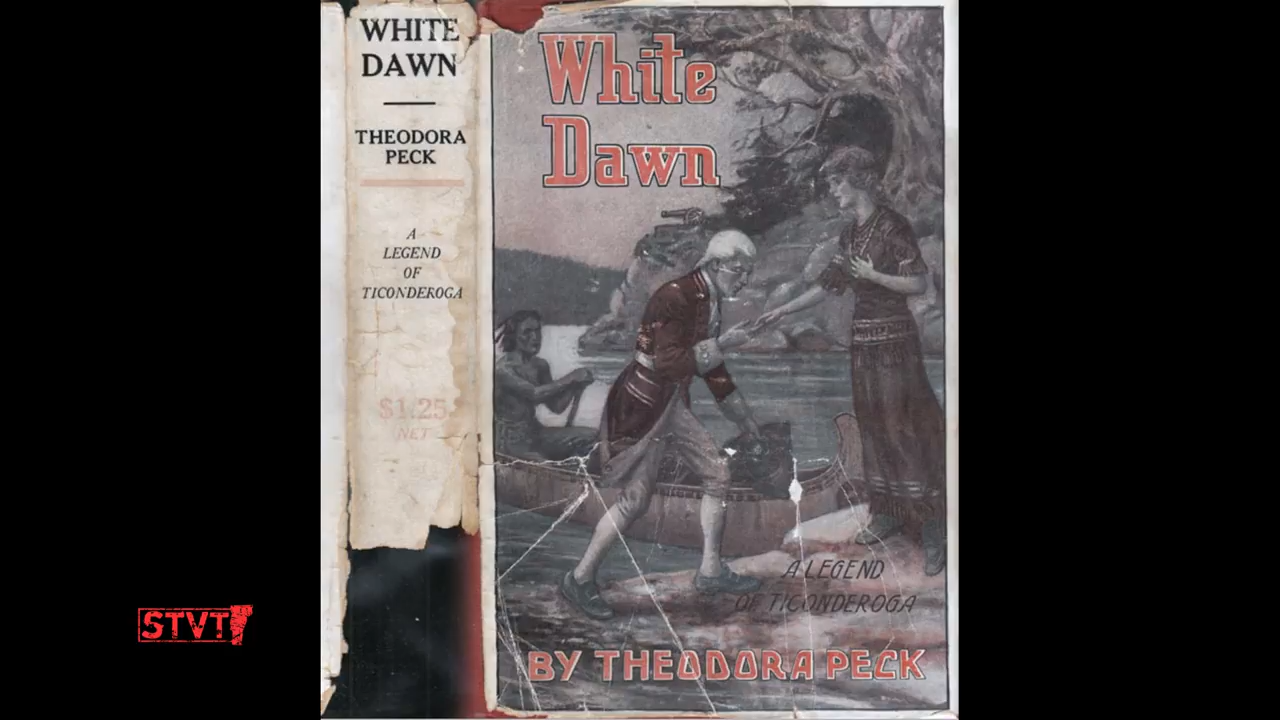 WHITE
DAWN
THEODORA
PECK
A
LEGEND
OF
TICONDEROGA
$1.25
NET
White
Dawn
A LEGEND
OF TICONDEROGA
BY THEODORA PECK
STVT